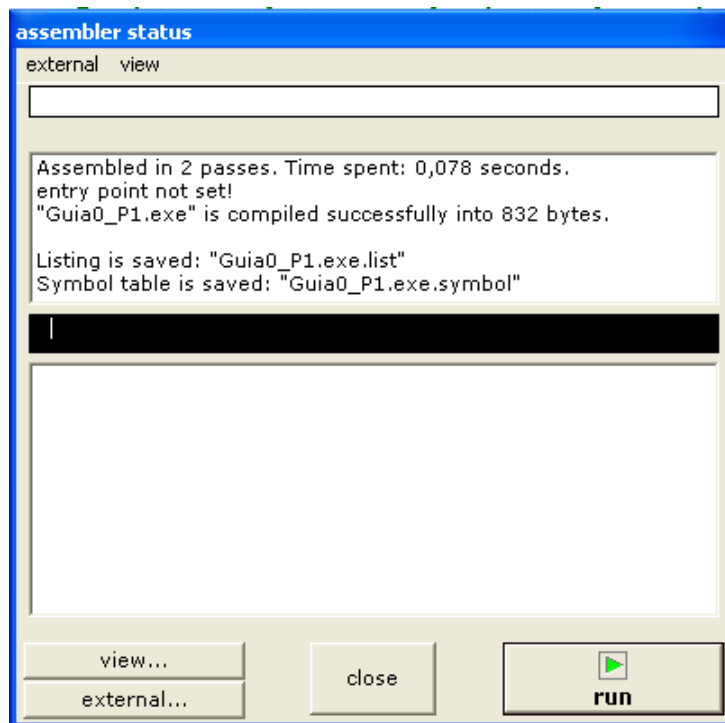 assembler status
external view
Assembled in 2 passes. Time spent: 0,078 seconds.
entry point not set!
"Guia0_P1.exe" is compiled successfully into 832 bytes.
Listing is saved: "Guia0_P1.exe.list"
Symbol table is saved: "Guia0_P1.exe.symbol"
view...
external...
close
run